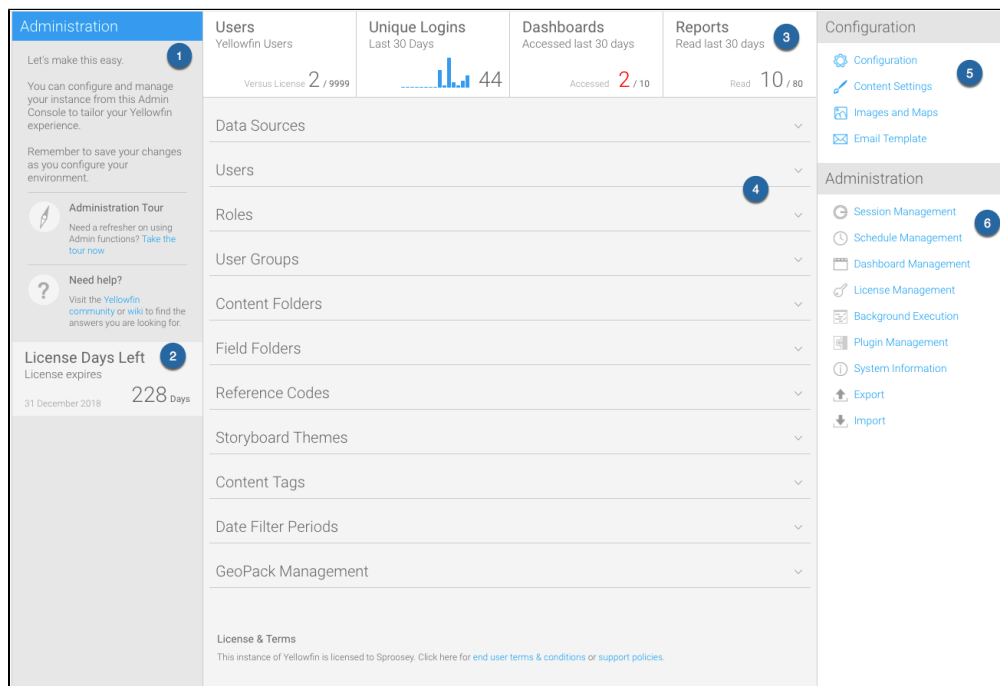 Administration
1
Let's make this easy.
You can configure and manage
your instance from this Admin
Console to tailor your Yellowfin
experience.
Remember to save your changes
as you configure your
environment.
Administration Tour
Need a refresher on using
Admin functions? Take the
tour now
?
Need help?
Visit the Yellowfin
community or wiki to find the
answers you are looking for.
License Days Left
2
License expires
31 December 2018
228 Days
Users
Yellowfin Users
Versus License 2 / 9999
Unique Logins
Last 30 Days
44
Dashboards
Accessed last 30 days
Accessed 2 / 10
Reports
Read last 30 days
3
Read 10 / 80
Data Sources
Users
4
Roles
User Groups
Content Folders
Field Folders
Reference Codes
Storyboard Themes
Content Tags
Date Filter Periods
GeoPack Management
License & Terms
This instance of Yellowfin is licensed to Sproosey. Click here for end user terms & conditions or support policies.
Configuration
Configuration
5
Content Settings
Images and Maps
Email Template
Administration
Session Management
6
Schedule Management
Dashboard Management
License Management
Background Execution
Plugin Management
System Information
Export
Import